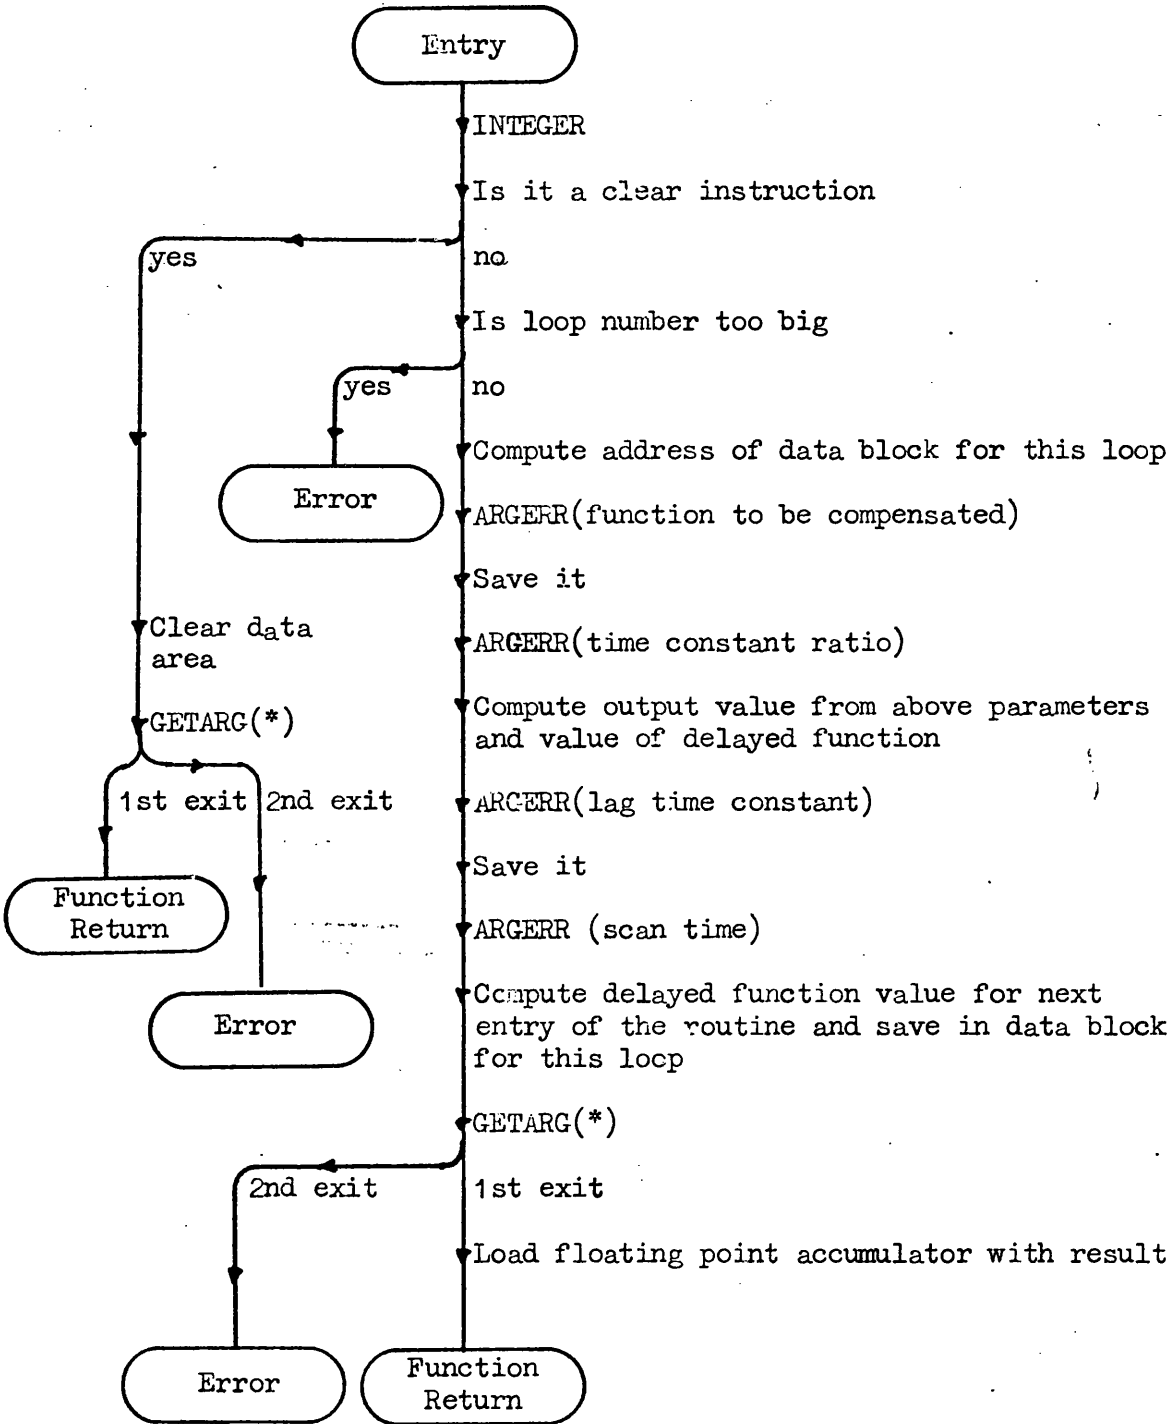 Entry
INTEGER
Is it a clear instruction
yes
no
Is loop number too big
yes
no
Compute address of data block for this loop
Error
ARGERR(function to be compensated)
Save it
Clear data
area
ARGERR(time constant ratio)
GETARG(*)
Compute output value from above parameters
and value of delayed function
1st exit
2nd exit
ARGERR(lag time constant)
Save it
Function
Return
ARGERR (scan time)
Error
Compute delayed function value for next
entry of the routine and save in data block
for this loop
GETARG(*)
2nd exit
1st exit
Load floating point accumulator with result
Error
Function
Return